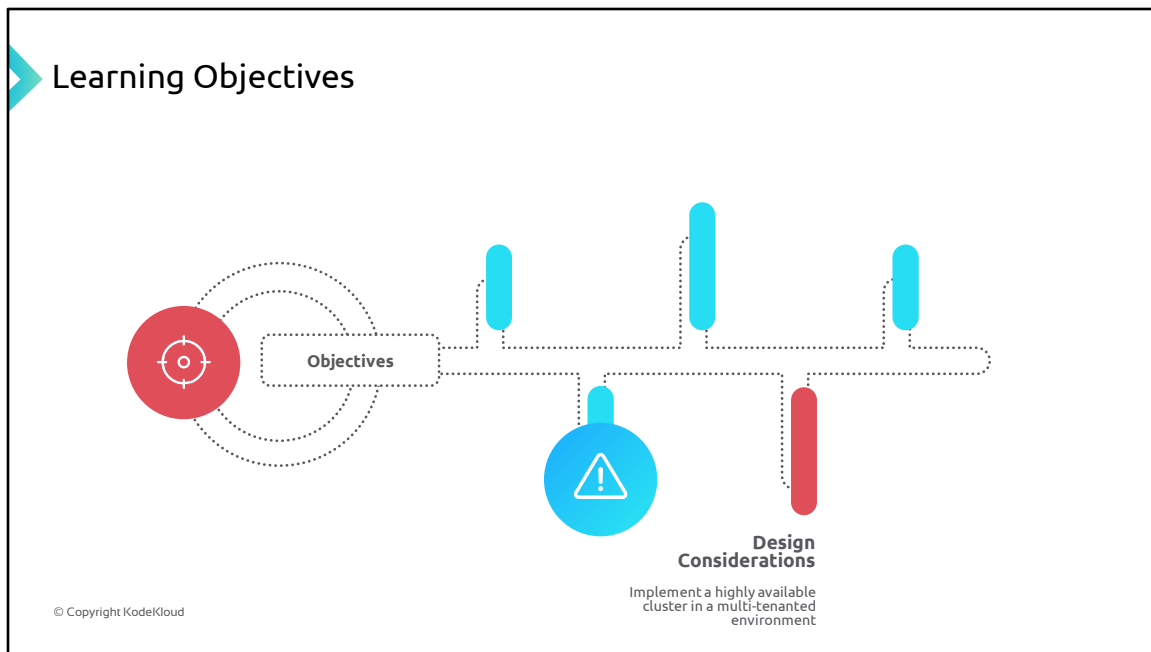 Learning Objectives
Objectives
Design
Considerations
Implement a highly available
cluster in a multi-tenanted
environment
© Copyright KodeKloud